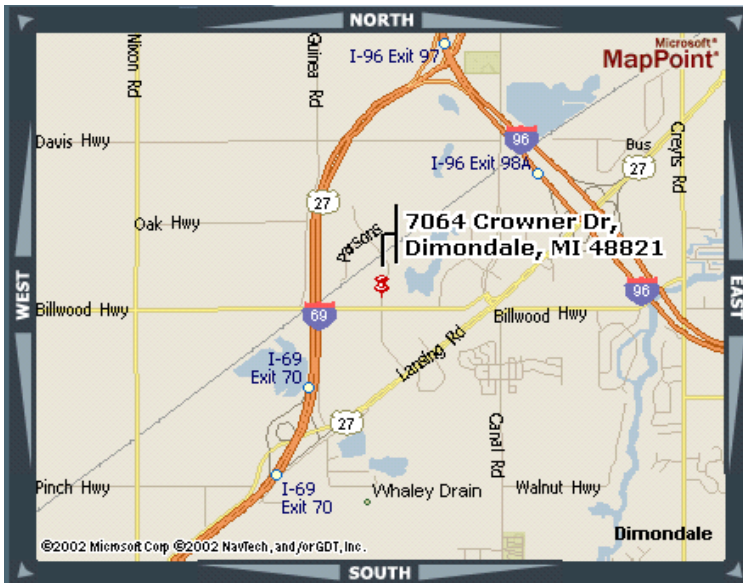 NORTH
Microsoft®
MapPoint®
Nixon Rd
Guinea Rd
I-96 Exit 97
Davis Hwy
96
Bus
27
Creyts Rd
I-96 Exit 98A
27
Oak Hwy
Parsons
7064 Crowner Dr,
Dimondale, MI 48821
WEST
EAST
96
Billwood Hwy
69
Billwood Hwy
Lansing Rd
I-69
Exit 70
27
Canal Rd
Pinch Hwy
I-69
Exit 70
Whaley Drain
Walnut Hwy
Dimondale
©2002 Microsoft Corp ©2002 NavTech, and/or GDT, Inc.
SOUTH